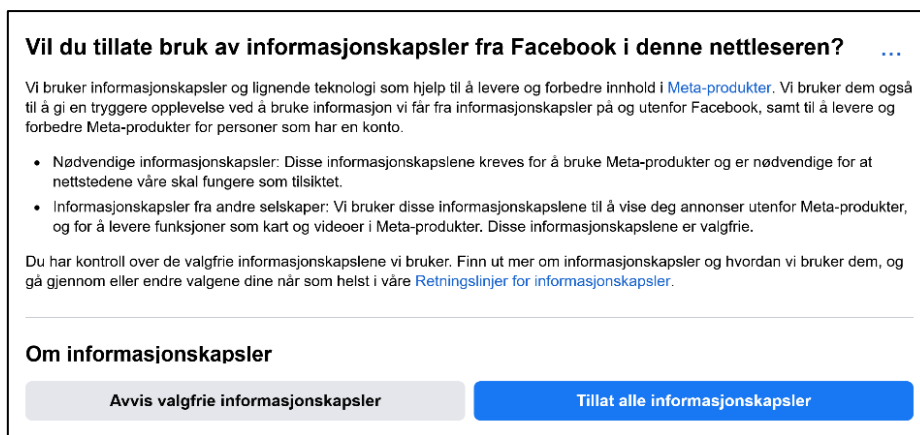 Vil du tillate bruk av informasjonskapsler fra Facebook i denne nettleseren?
...
Vi bruker informasjonskapsler og lignende teknologi som hjelp til å levere og forbedre innhold i Meta-produkter. Vi bruker dem også
til å gi en tryggere opplevelse ved å bruke informasjon vi får fra informasjonskapsler på og utenfor Facebook, samt til å levere og
forbedre Meta-produkter for personer som har en konto.
• Nødvendige informasjonskapsler: Disse informasjonskapslene kreves for å bruke Meta-produkter og er nødvendige for at
nettstedene våre skal fungere som tilsiktet.
• Informasjonskapsler fra andre selskaper: Vi bruker disse informasjonskapslene til å vise deg annonser utenfor Meta-produkter,
og for å levere funksjoner som kart og videoer i Meta-produkter. Disse informasjonskapslene er valgfrie.
Du har kontroll over de valgfrie informasjonskapslene vi bruker. Finn ut mer om informasjonskapsler og hvordan vi bruker dem, og
gå gjennom eller endre valgene dine når som helst i våre Retningslinjer for informasjonskapsler.
Om informasjonskapsler
Avvis valgfrie informasjonskapsler
Tillat alle informasjonskapsler